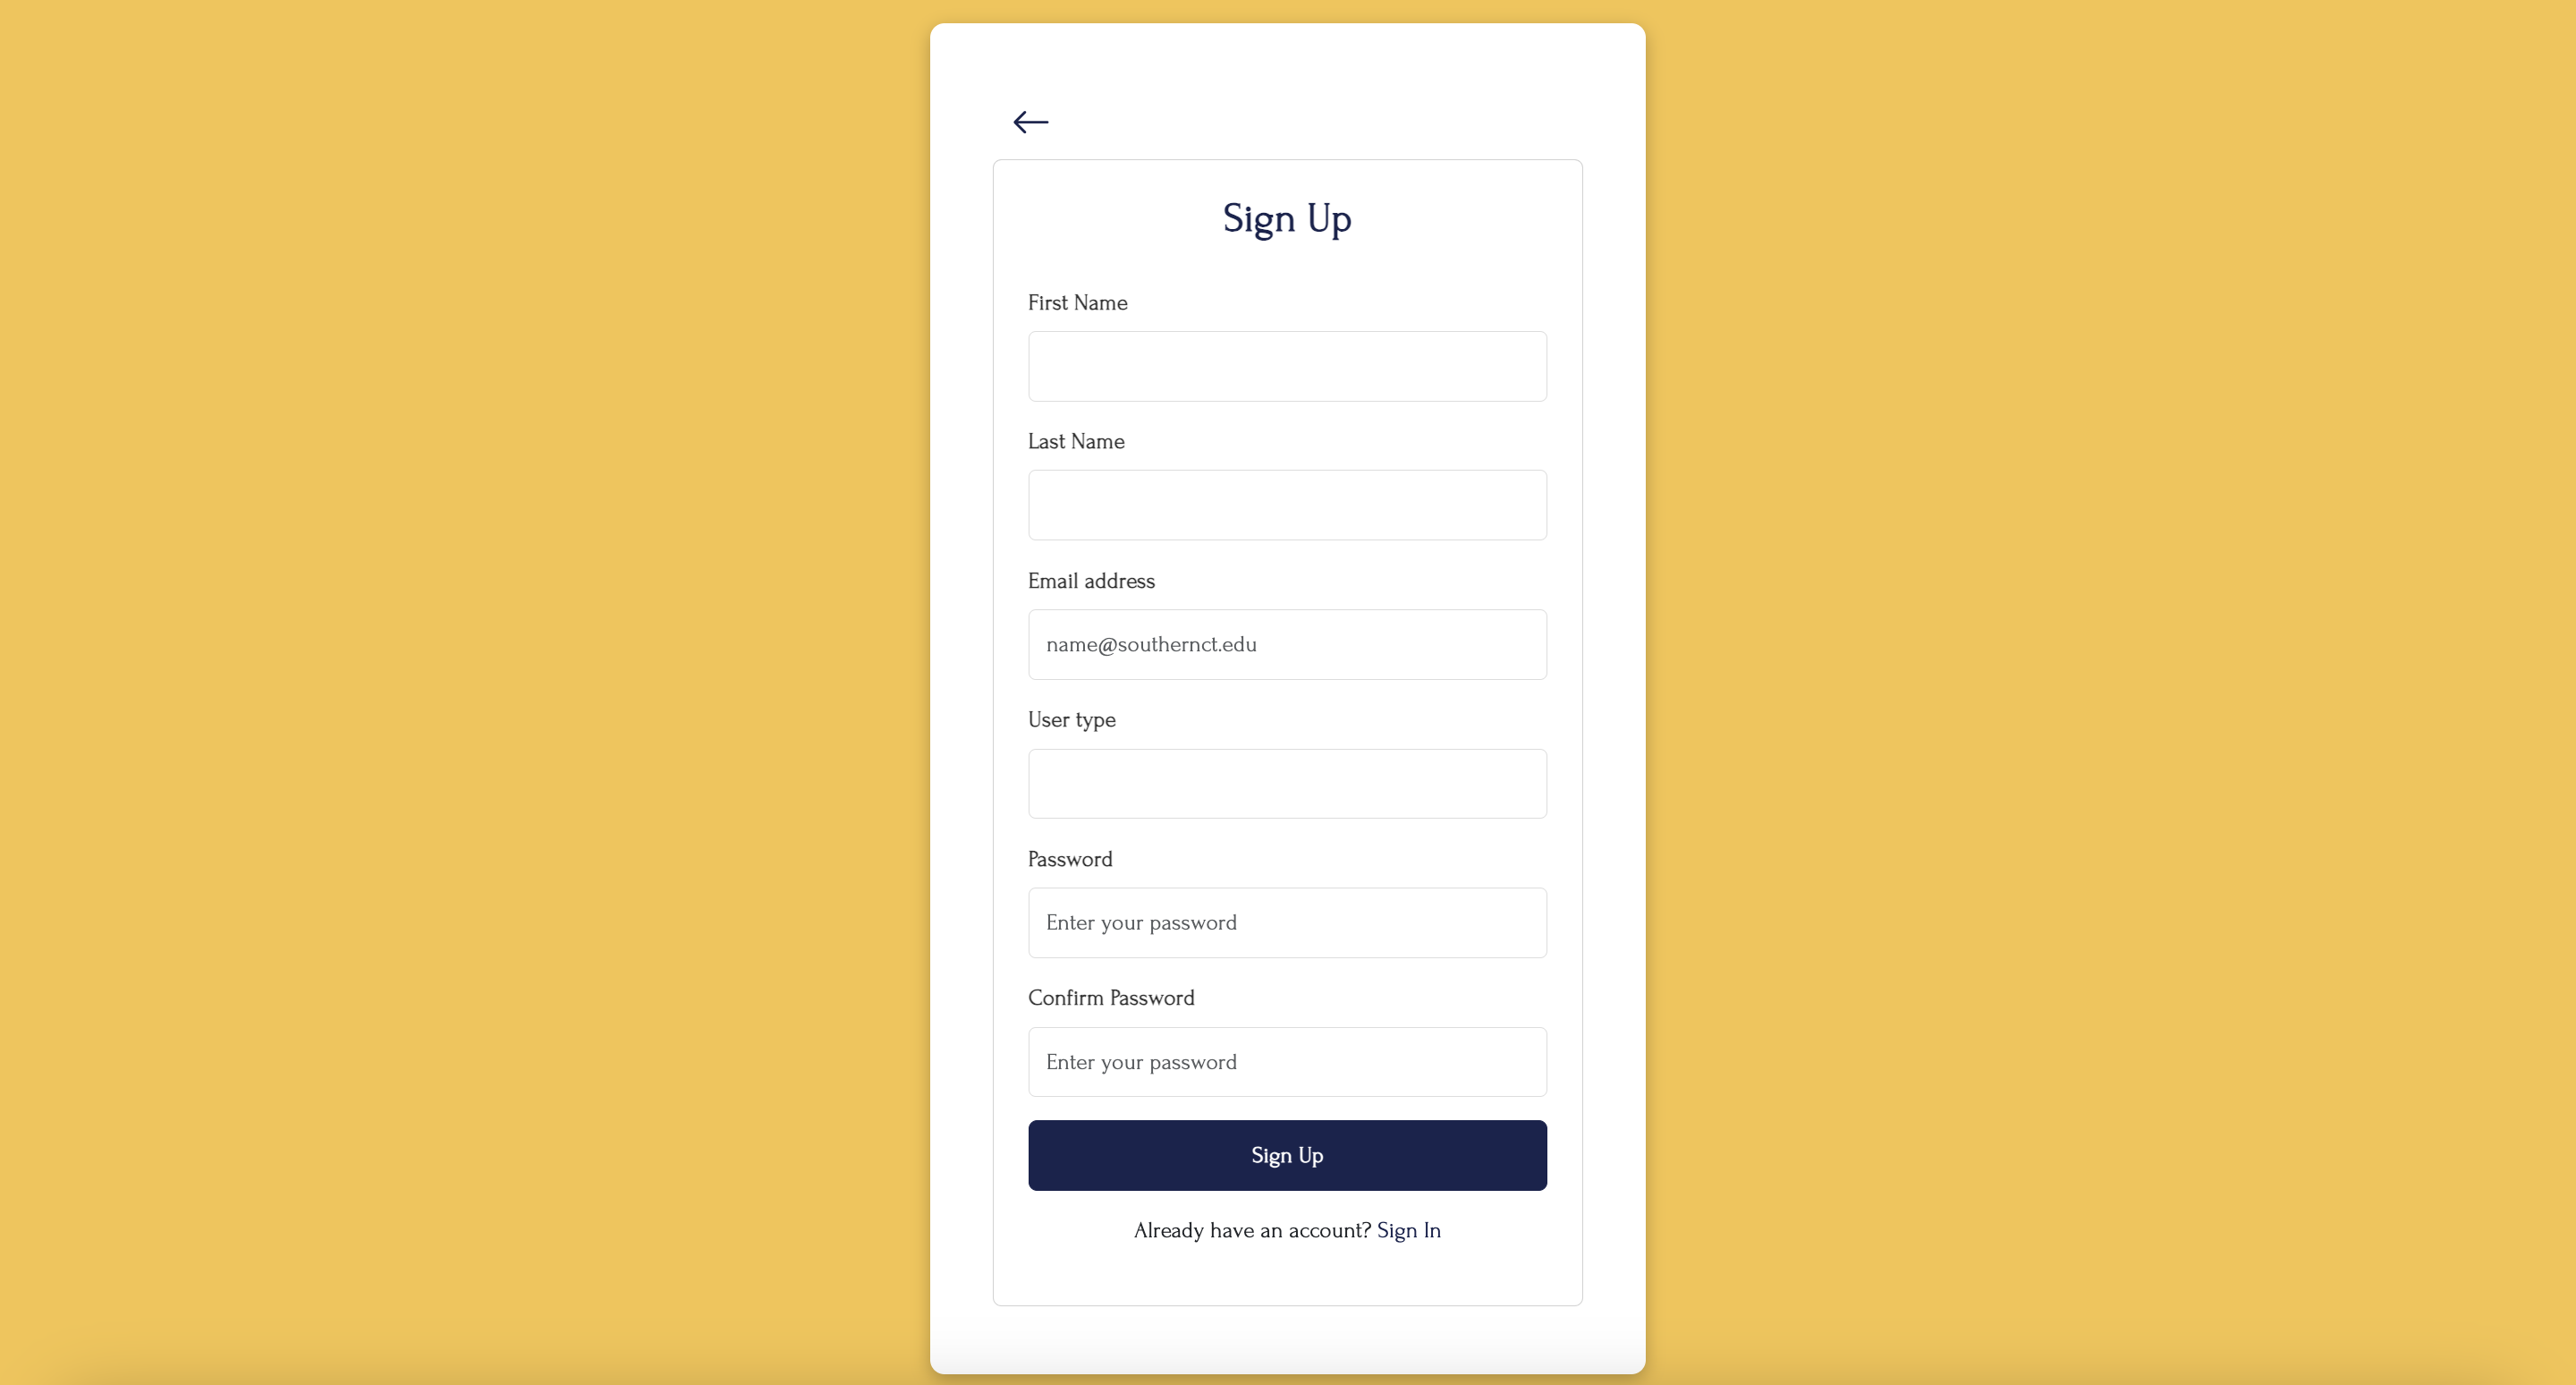 Sign Up
First Name
Last Name
Email address
name@southernct.edu
User type
Password
Enter your password
Confirm Password
Enter your password
Sign Up
Already have an account? Sign In